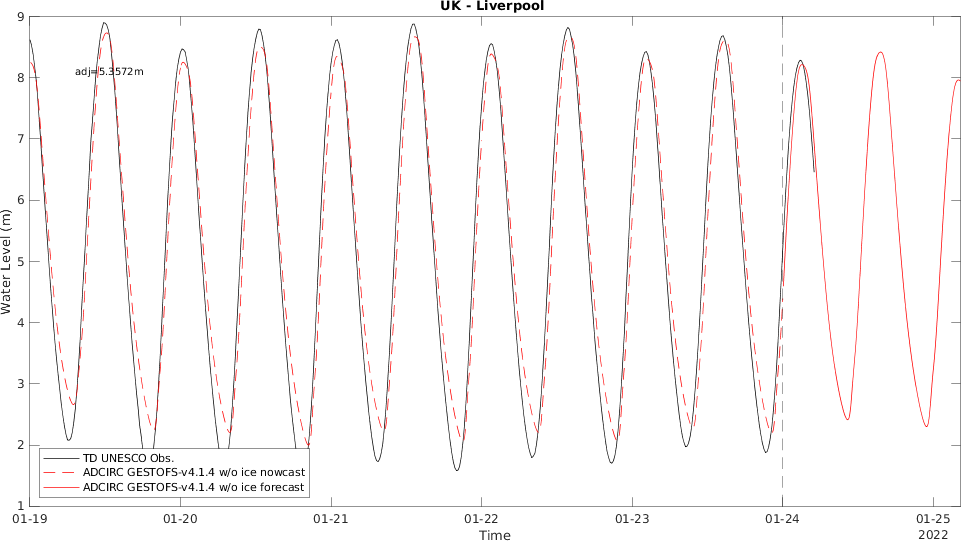 UK - Liverpool
9
8
7
6
5
4
3
2
1
Water Level (m)
adj=5.3572m
TD UNESCO Obs.
ADCIRC GESTOFS-v4.1.4 w/o ice nowcast
ADCIRC GESTOFS-v4.1.4 w/o ice forecast
01-19 01-20 01-21 01-22 01-23 01-24 01-25
Time
2022